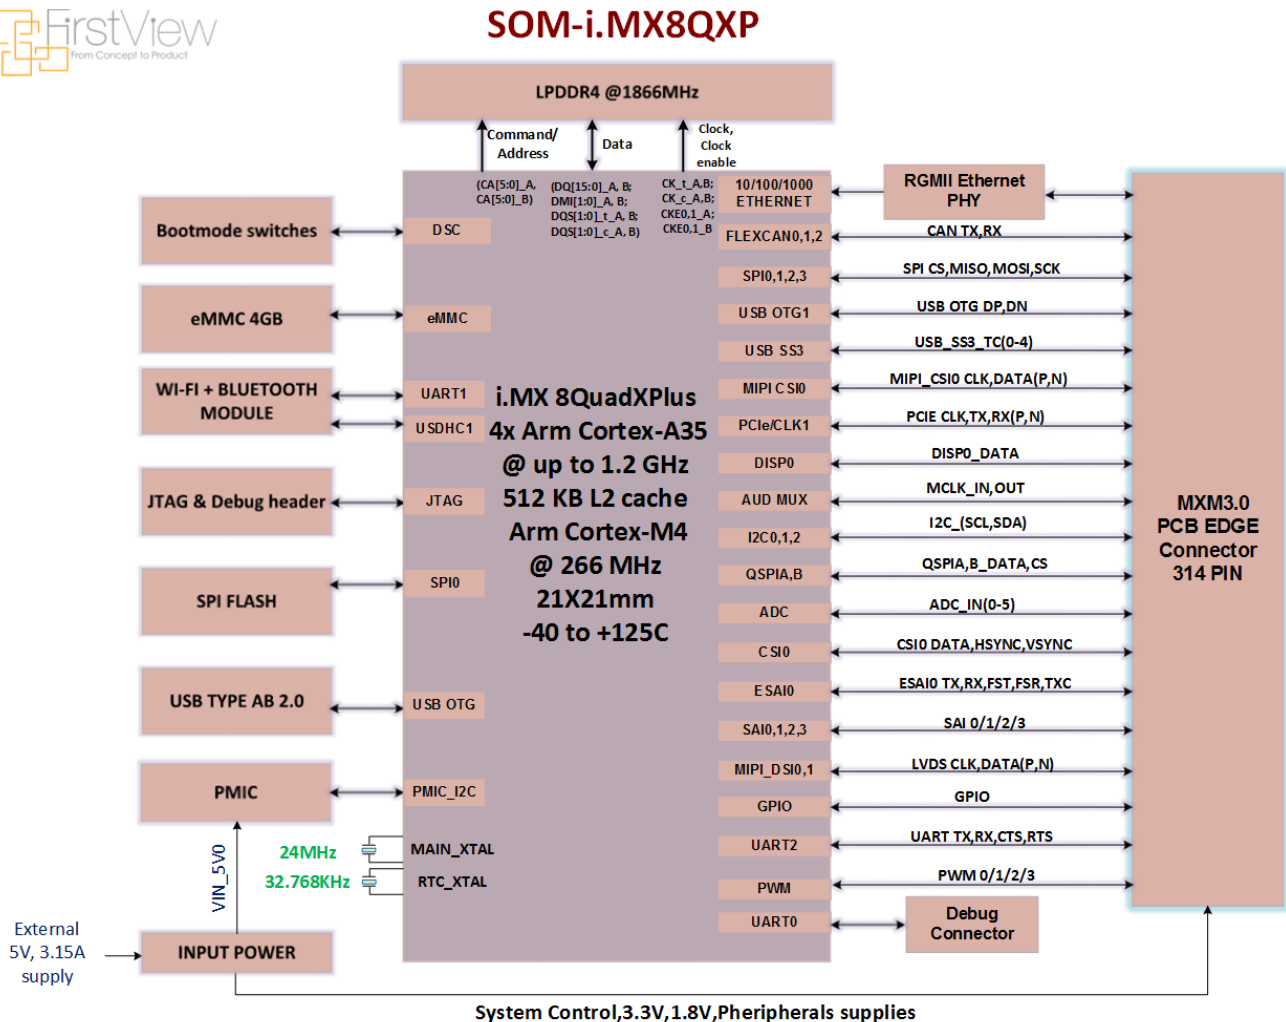 FirstView
From Concept to Product
SOM-i.MX8QXP
LPDDR4 @1866MHz
Command/
Address
Data
Clock,
Clock
enable
(CA[5:0]_A,
CA[5:0]_B)
(DQ[15:0]_A, B;
DMI[1:0]_A, B;
DQS[1:0]_t_A, B;
DQS[1:0]_c_A, B)
CK_t_A,B;
CK_c_A,B;
CKE0,1_A;
CKE0,1_B
Bootmode switches
DSC
eMMC 4GB
eMMC
WI-FI + BLUETOOTH
MODULE
UART1
USDHC1
JTAG & Debug header
JTAG
SPI FLASH
SPI0
USB TYPE AB 2.0
USB OTG
PMIC
PMIC_I2C
24MHz
MAIN_XTAL
32.768KHz
RTC_XTAL
VIN_5V0
External
5V, 3.15A
supply
INPUT POWER
i.MX 8QuadXPlus
4x Arm Cortex-A35
@ up to 1.2 GHz
512 KB L2 cache
Arm Cortex-M4
@ 266 MHz
21X21mm
-40 to +125C
10/100/1000
ETHERNET
RGMII Ethernet
PHY
FLEXCAN0,1,2
CAN TX,RX
SPI0,1,2,3
SPI CS,MISO,MOSI,SCK
USB OTG1
USB OTG DP,DN
USB SS3
USB_SS3_TC(0-4)
MIPI CSI0
MIPI_CSI0 CLK,DATA(P,N)
PCIe/CLK1
PCIE CLK,TX,RX(P,N)
DISP0
DISP0_DATA
AUD MUX
MCLK_IN,OUT
I2C0,1,2
I2C_(SCL,SDA)
QSPIA,B
QSPIA,B_DATA,CS
ADC
ADC_IN(0-5)
CSI0
CSI0 DATA,HSYNC,VSYNC
ESAI0
ESAI0 TX,RX,FST,FSR,TXC
SAI0,1,2,3
SAI 0/1/2/3
MIPI_DSI0,1
LVDS CLK,DATA(P,N)
GPIO
GPIO
UART2
UART TX,RX,CTS,RTS
PWM
PWM 0/1/2/3
UART0
Debug
Connector
MXM3.0
PCB EDGE
Connector
314 PIN
System Control,3.3V,1.8V,Pheripherals supplies